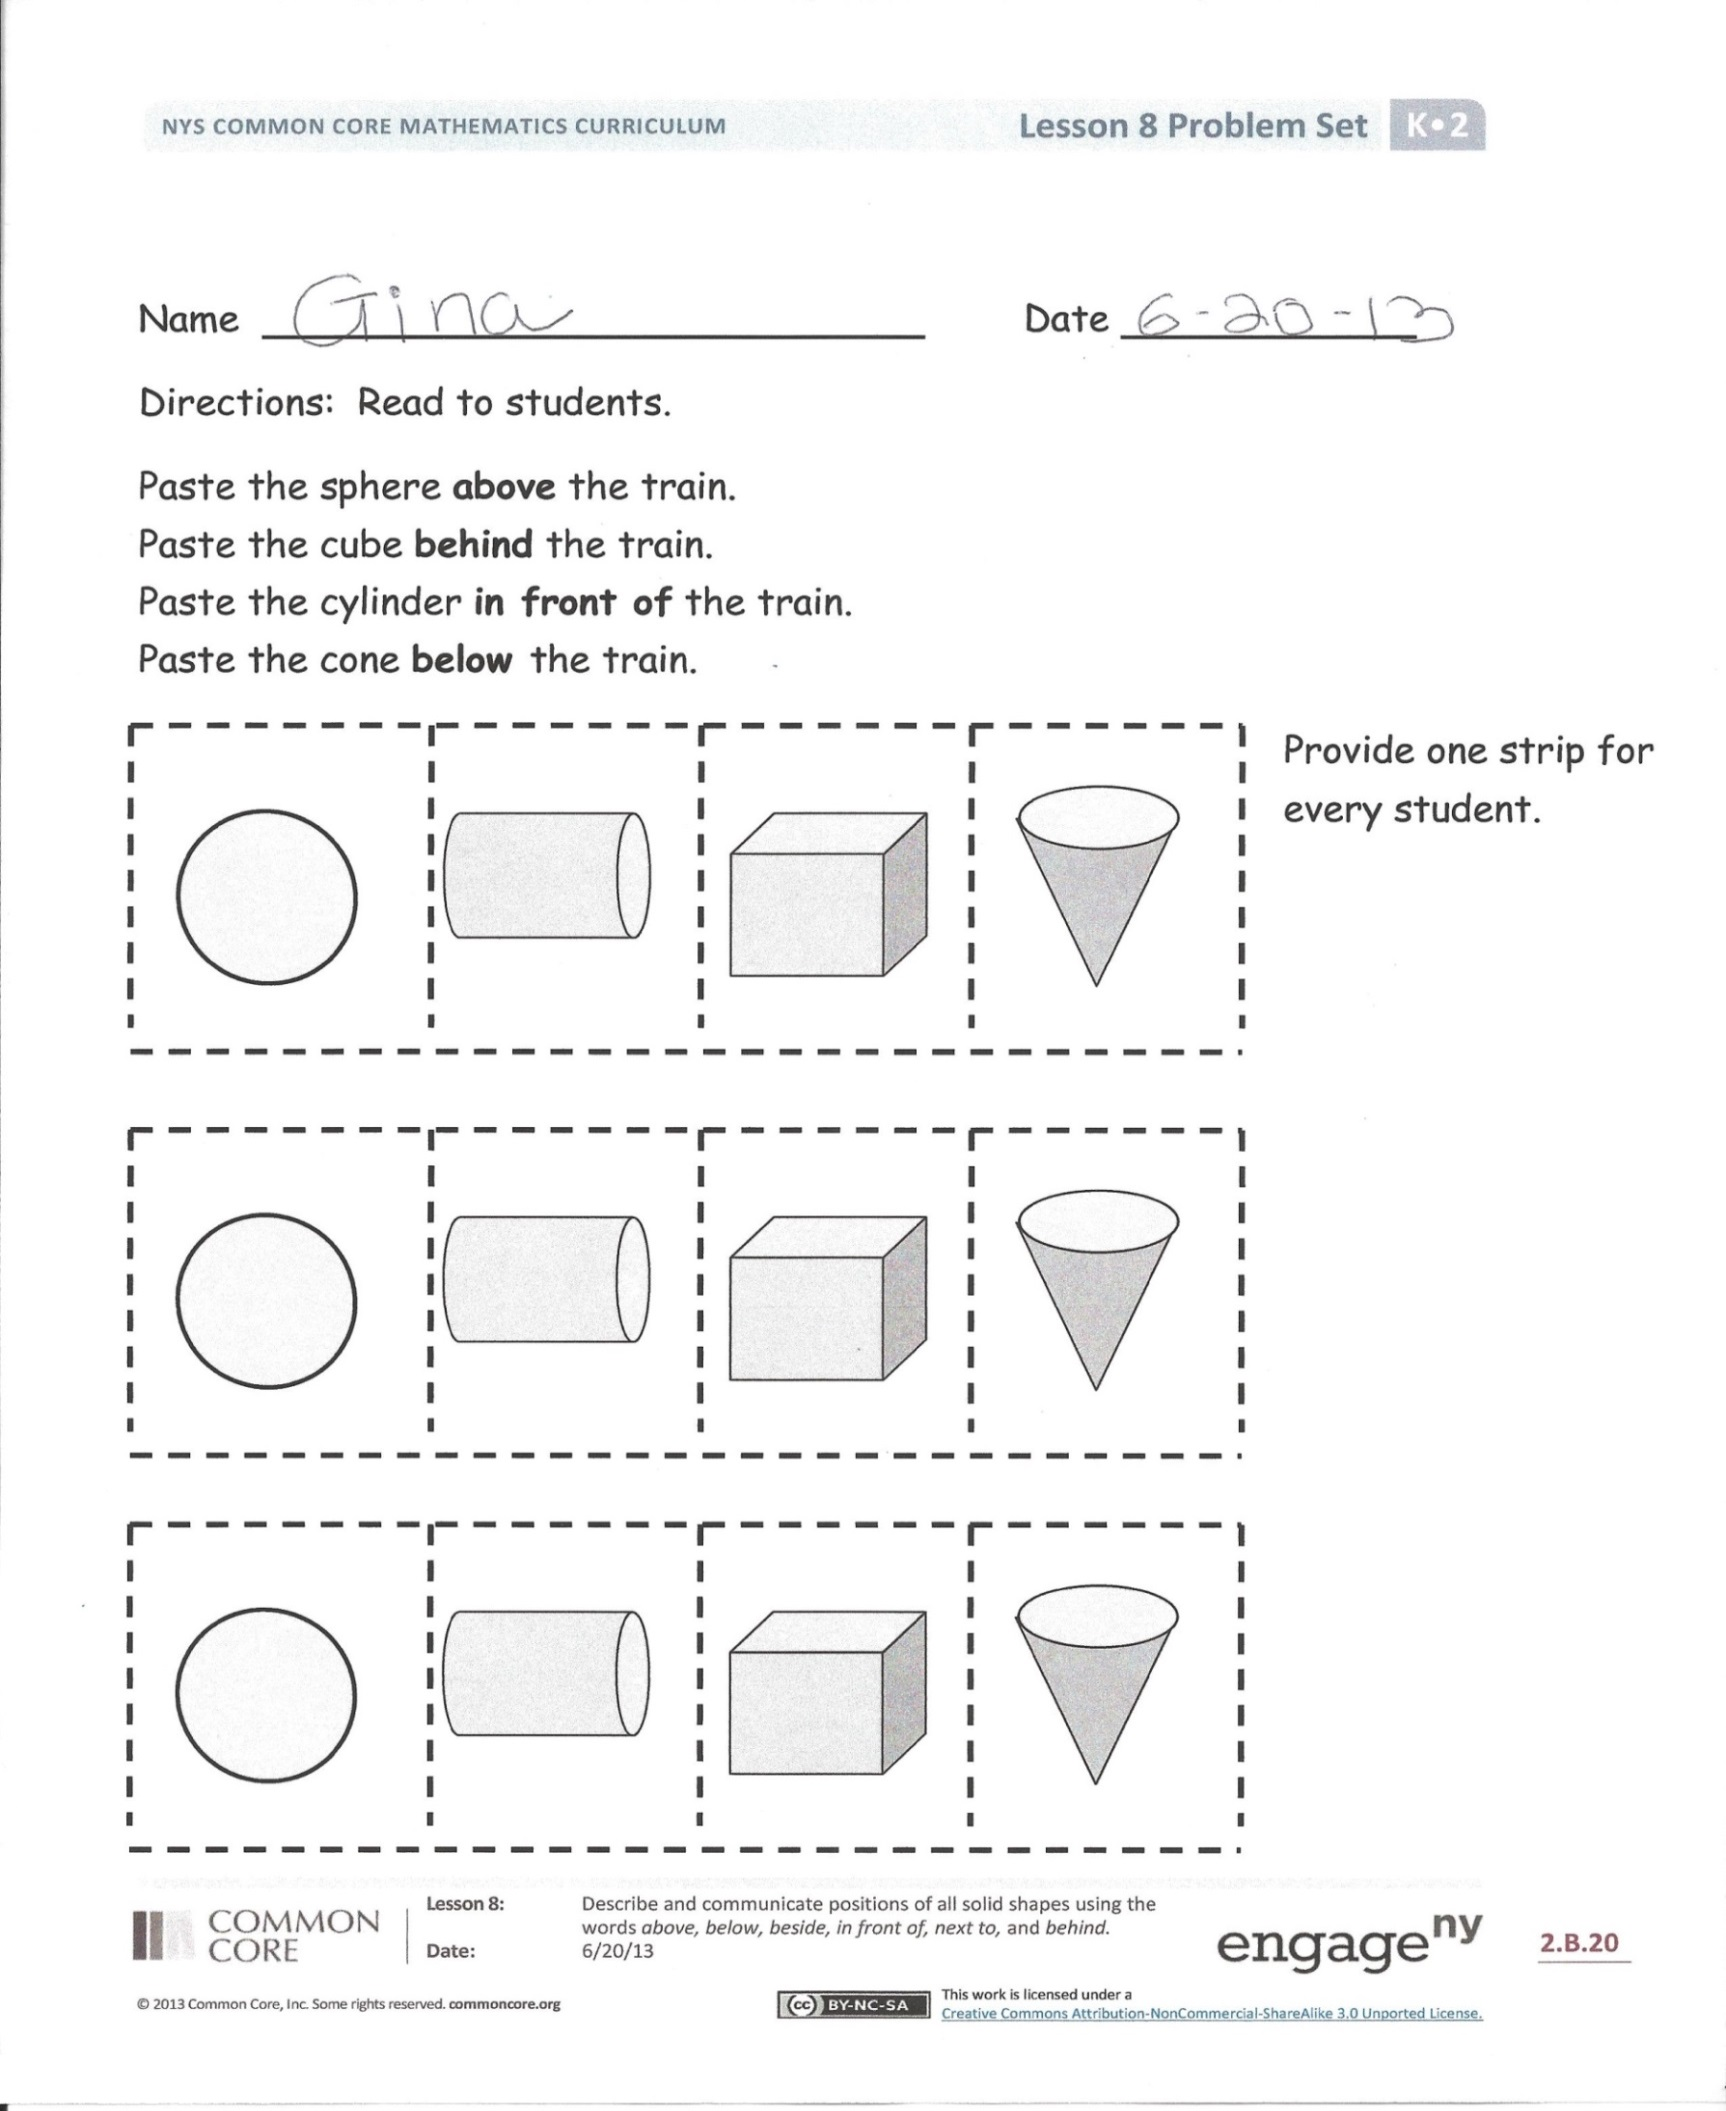 NYS COMMON CORE MATHEMATICS CURRICULUM
Lesson 8 Problem Set K•2
Name Gina
Date 6-20-13
Directions: Read to students.
Paste the sphere above the train.
Paste the cube behind the train.
Paste the cylinder in front of the train.
Paste the cone below the train.
Provide one strip for
every student.
COMMON
CORE
Lesson 8:
Describe and communicate positions of all solid shapes using the
words above, below, beside, in front of, next to, and behind.
Date:
6/20/13
engageny
2.B.20
© 2013 Common Core, Inc. Some rights reserved. commoncore.org
cc BY-NC-SA
This work is licensed under a
Creative Commons Attribution-NonCommercial-ShareAlike 3.0 Unported License.